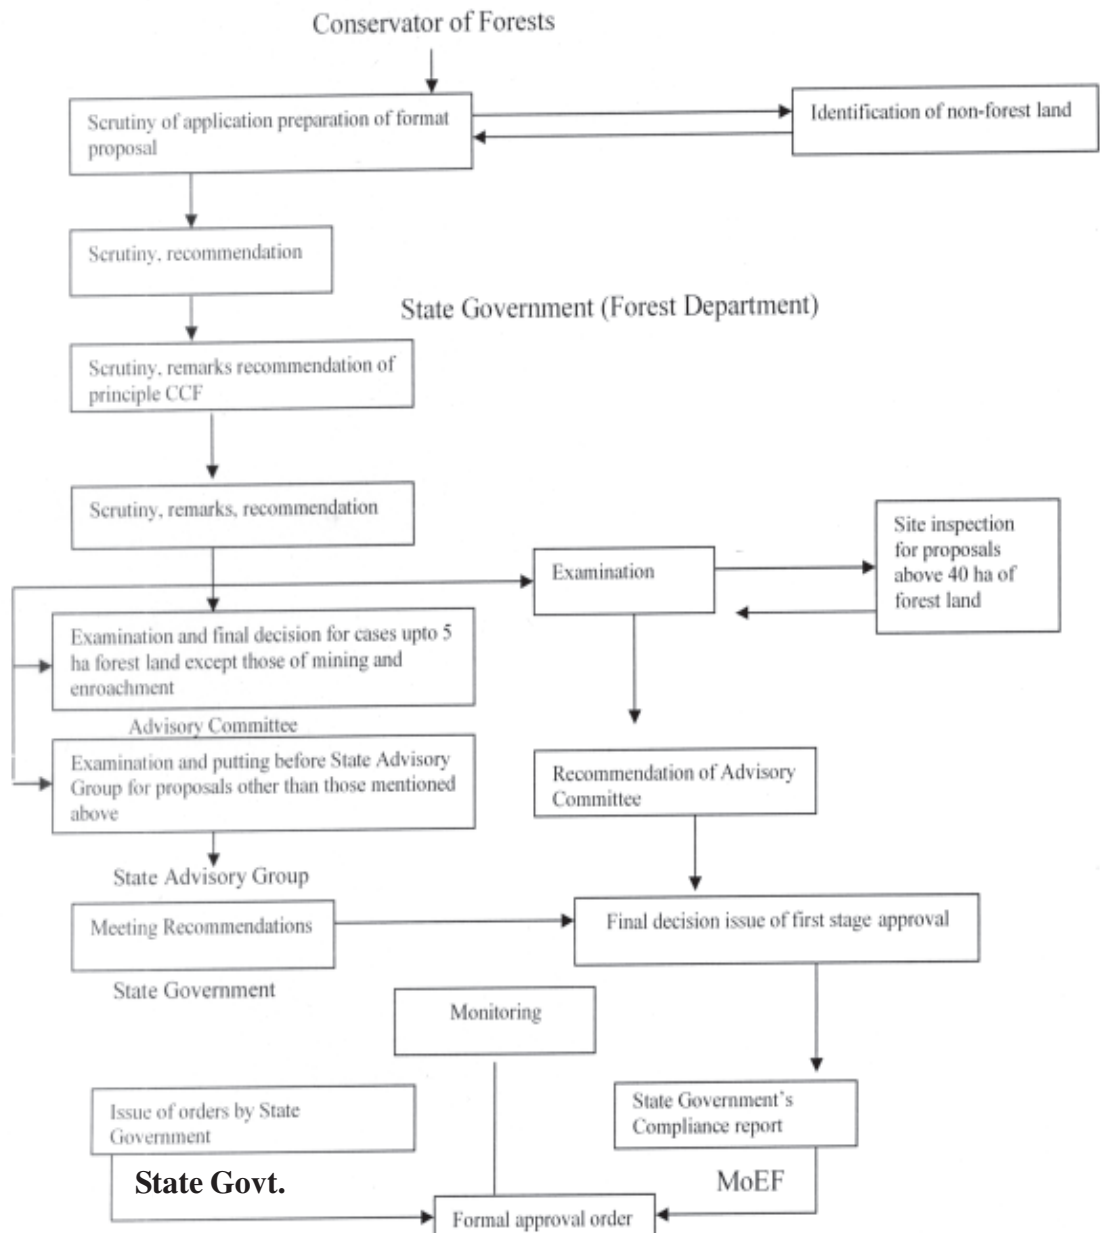 Conservator of Forests
Scrutiny of application preparation of format
proposal
Identification of non-forest land
Scrutiny, recommendation
State Government (Forest Department)
Scrutiny, remarks recommendation of
principle CCF
Scrutiny, remarks, recommendation
Site inspection
for proposals
above 40 ha of
forest land
Examination
Examination and final decision for cases upto 5
ha forest land except those of mining and
enroachment
Advisory Committee
Examination and putting before State Advisory
Group for proposals other than those mentioned
above
Recommendation of Advisory
Committee
State Advisory Group
Meeting Recommendations
Final decision issue of first stage approval
State Government
Monitoring
Issue of orders by State
Government
State Government's
Compliance report
State Govt.
MoEF
Formal approval order